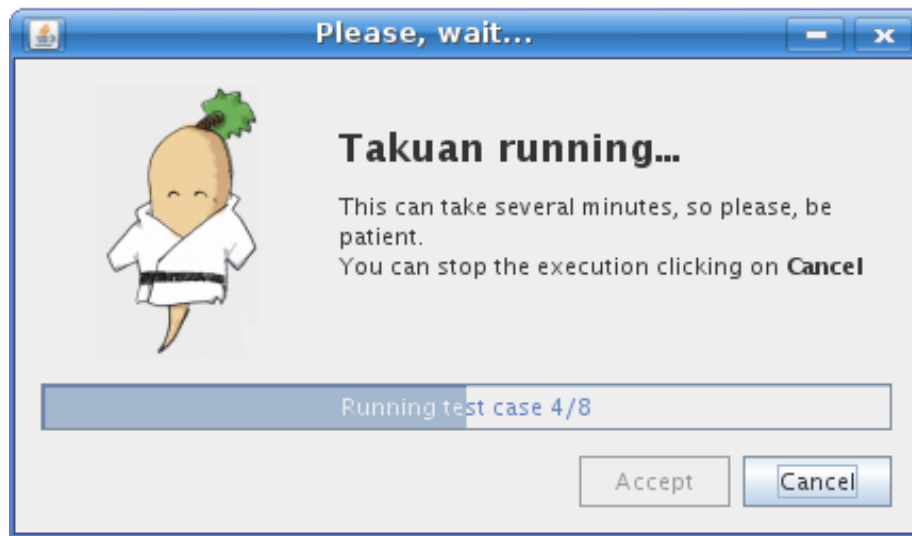 Please, wait...
Takuan running...
This can take several minutes, so please, be
patient.
You can stop the execution clicking on Cancel
Running test case 4/8
Accept
Cancel